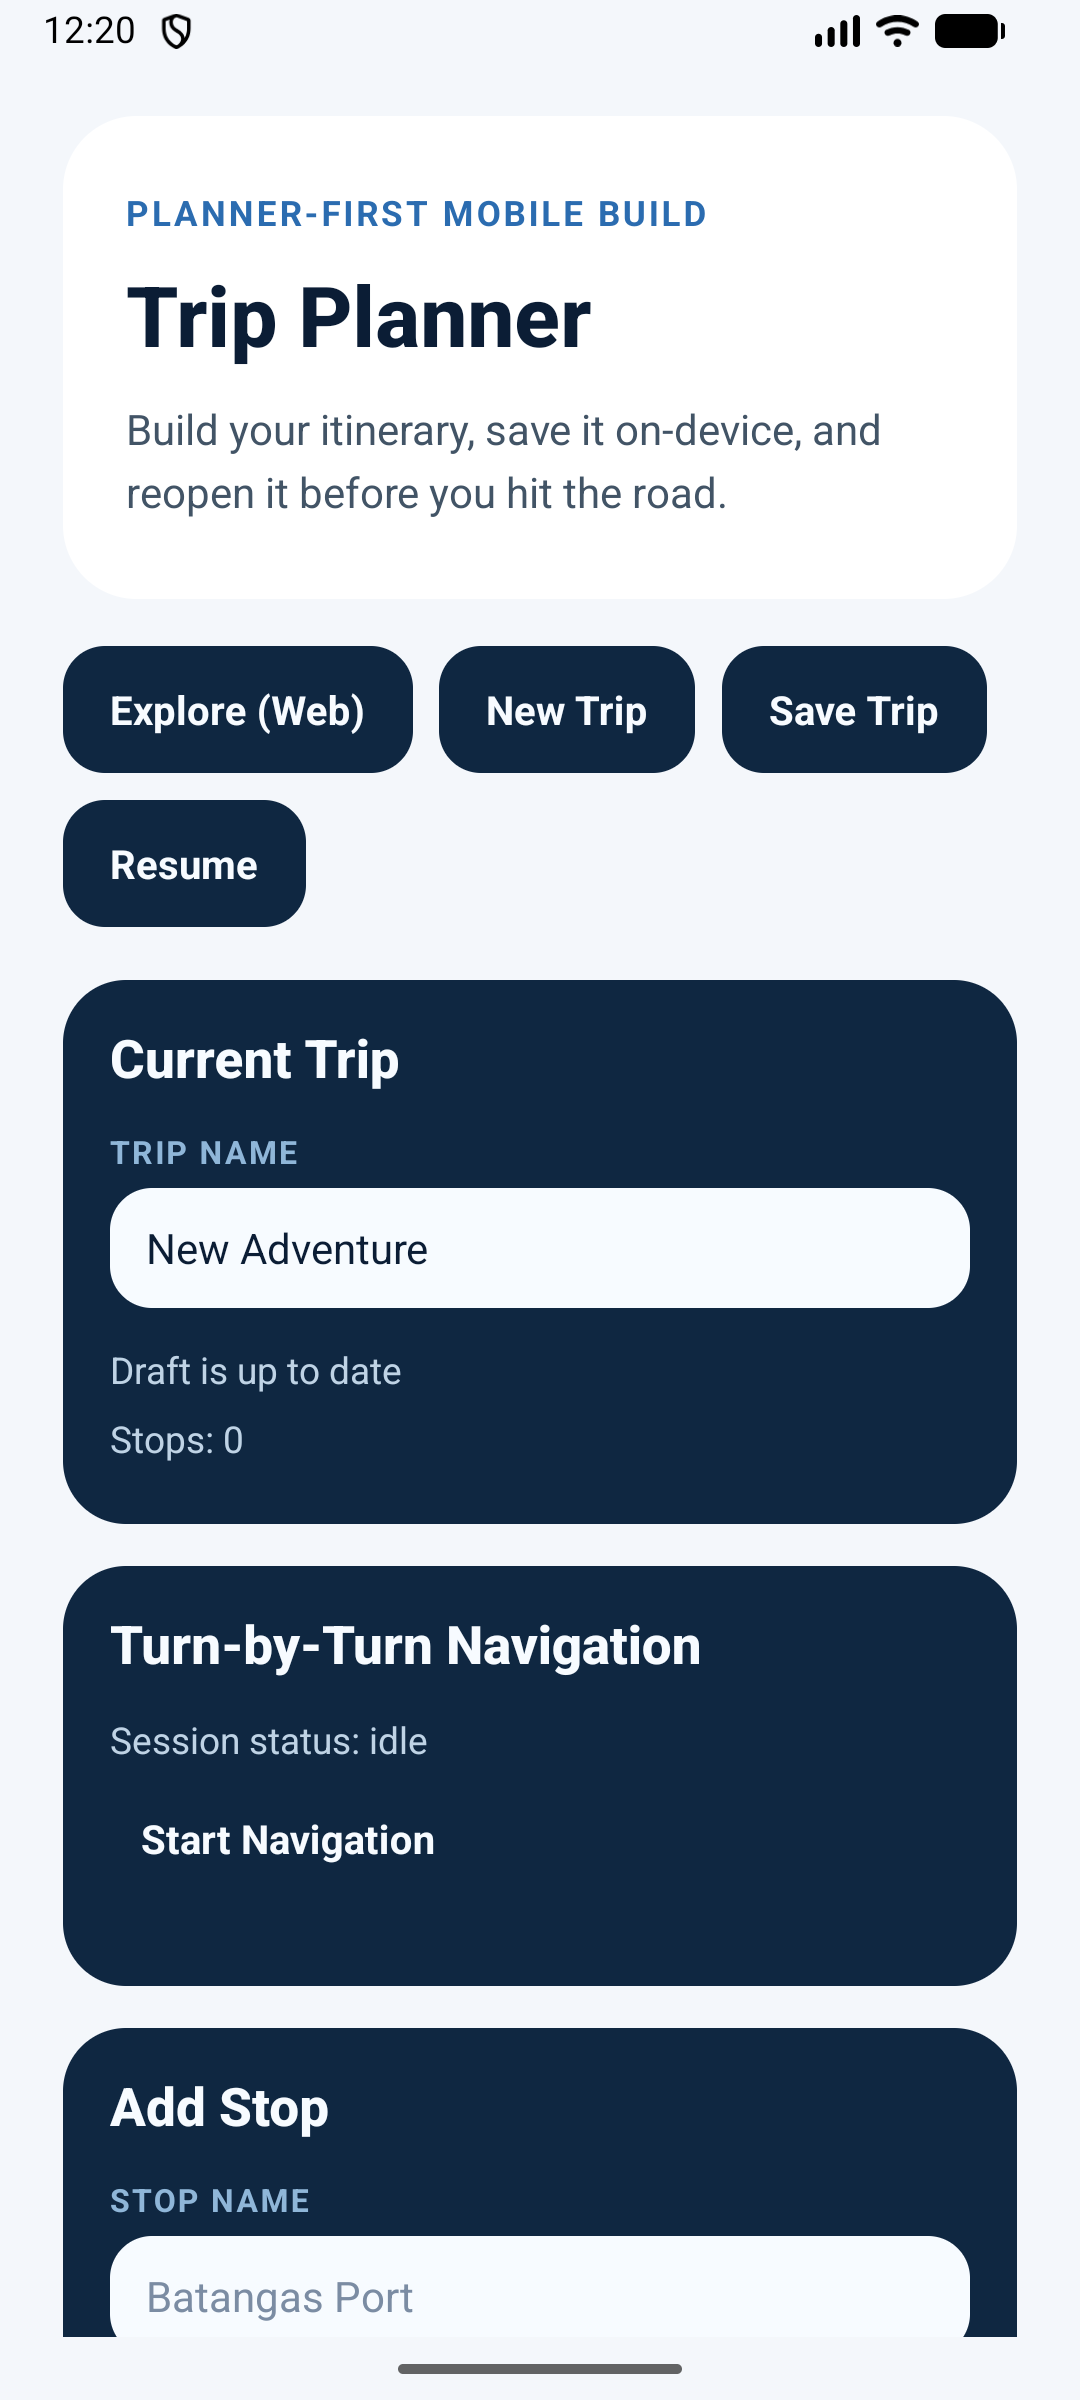 12:20
PLANNER-FIRST MOBILE BUILD
Trip Planner
Build your itinerary, save it on-device, and
reopen it before you hit the road.
Explore (Web)
New Trip
Save Trip
Resume
Current Trip
TRIP NAME
New Adventure
Draft is up to date
Stops: 0
Turn-by-Turn Navigation
Session status: idle
Start Navigation
Add Stop
STOP NAME
Batangas Port